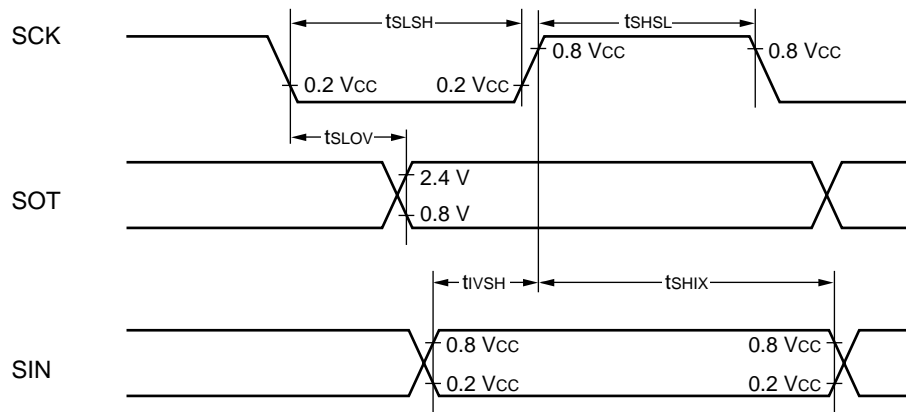 tSLSH
tSHSL
SCK
0.8 VCC
0.8 VCC
0.2 VCC
0.2 VCC
tSLOV
SOT
2.4 V
0.8 V
tIVSH
tSHIX
SIN
0.8 VCC
0.8 VCC
0.2 VCC
0.2 VCC